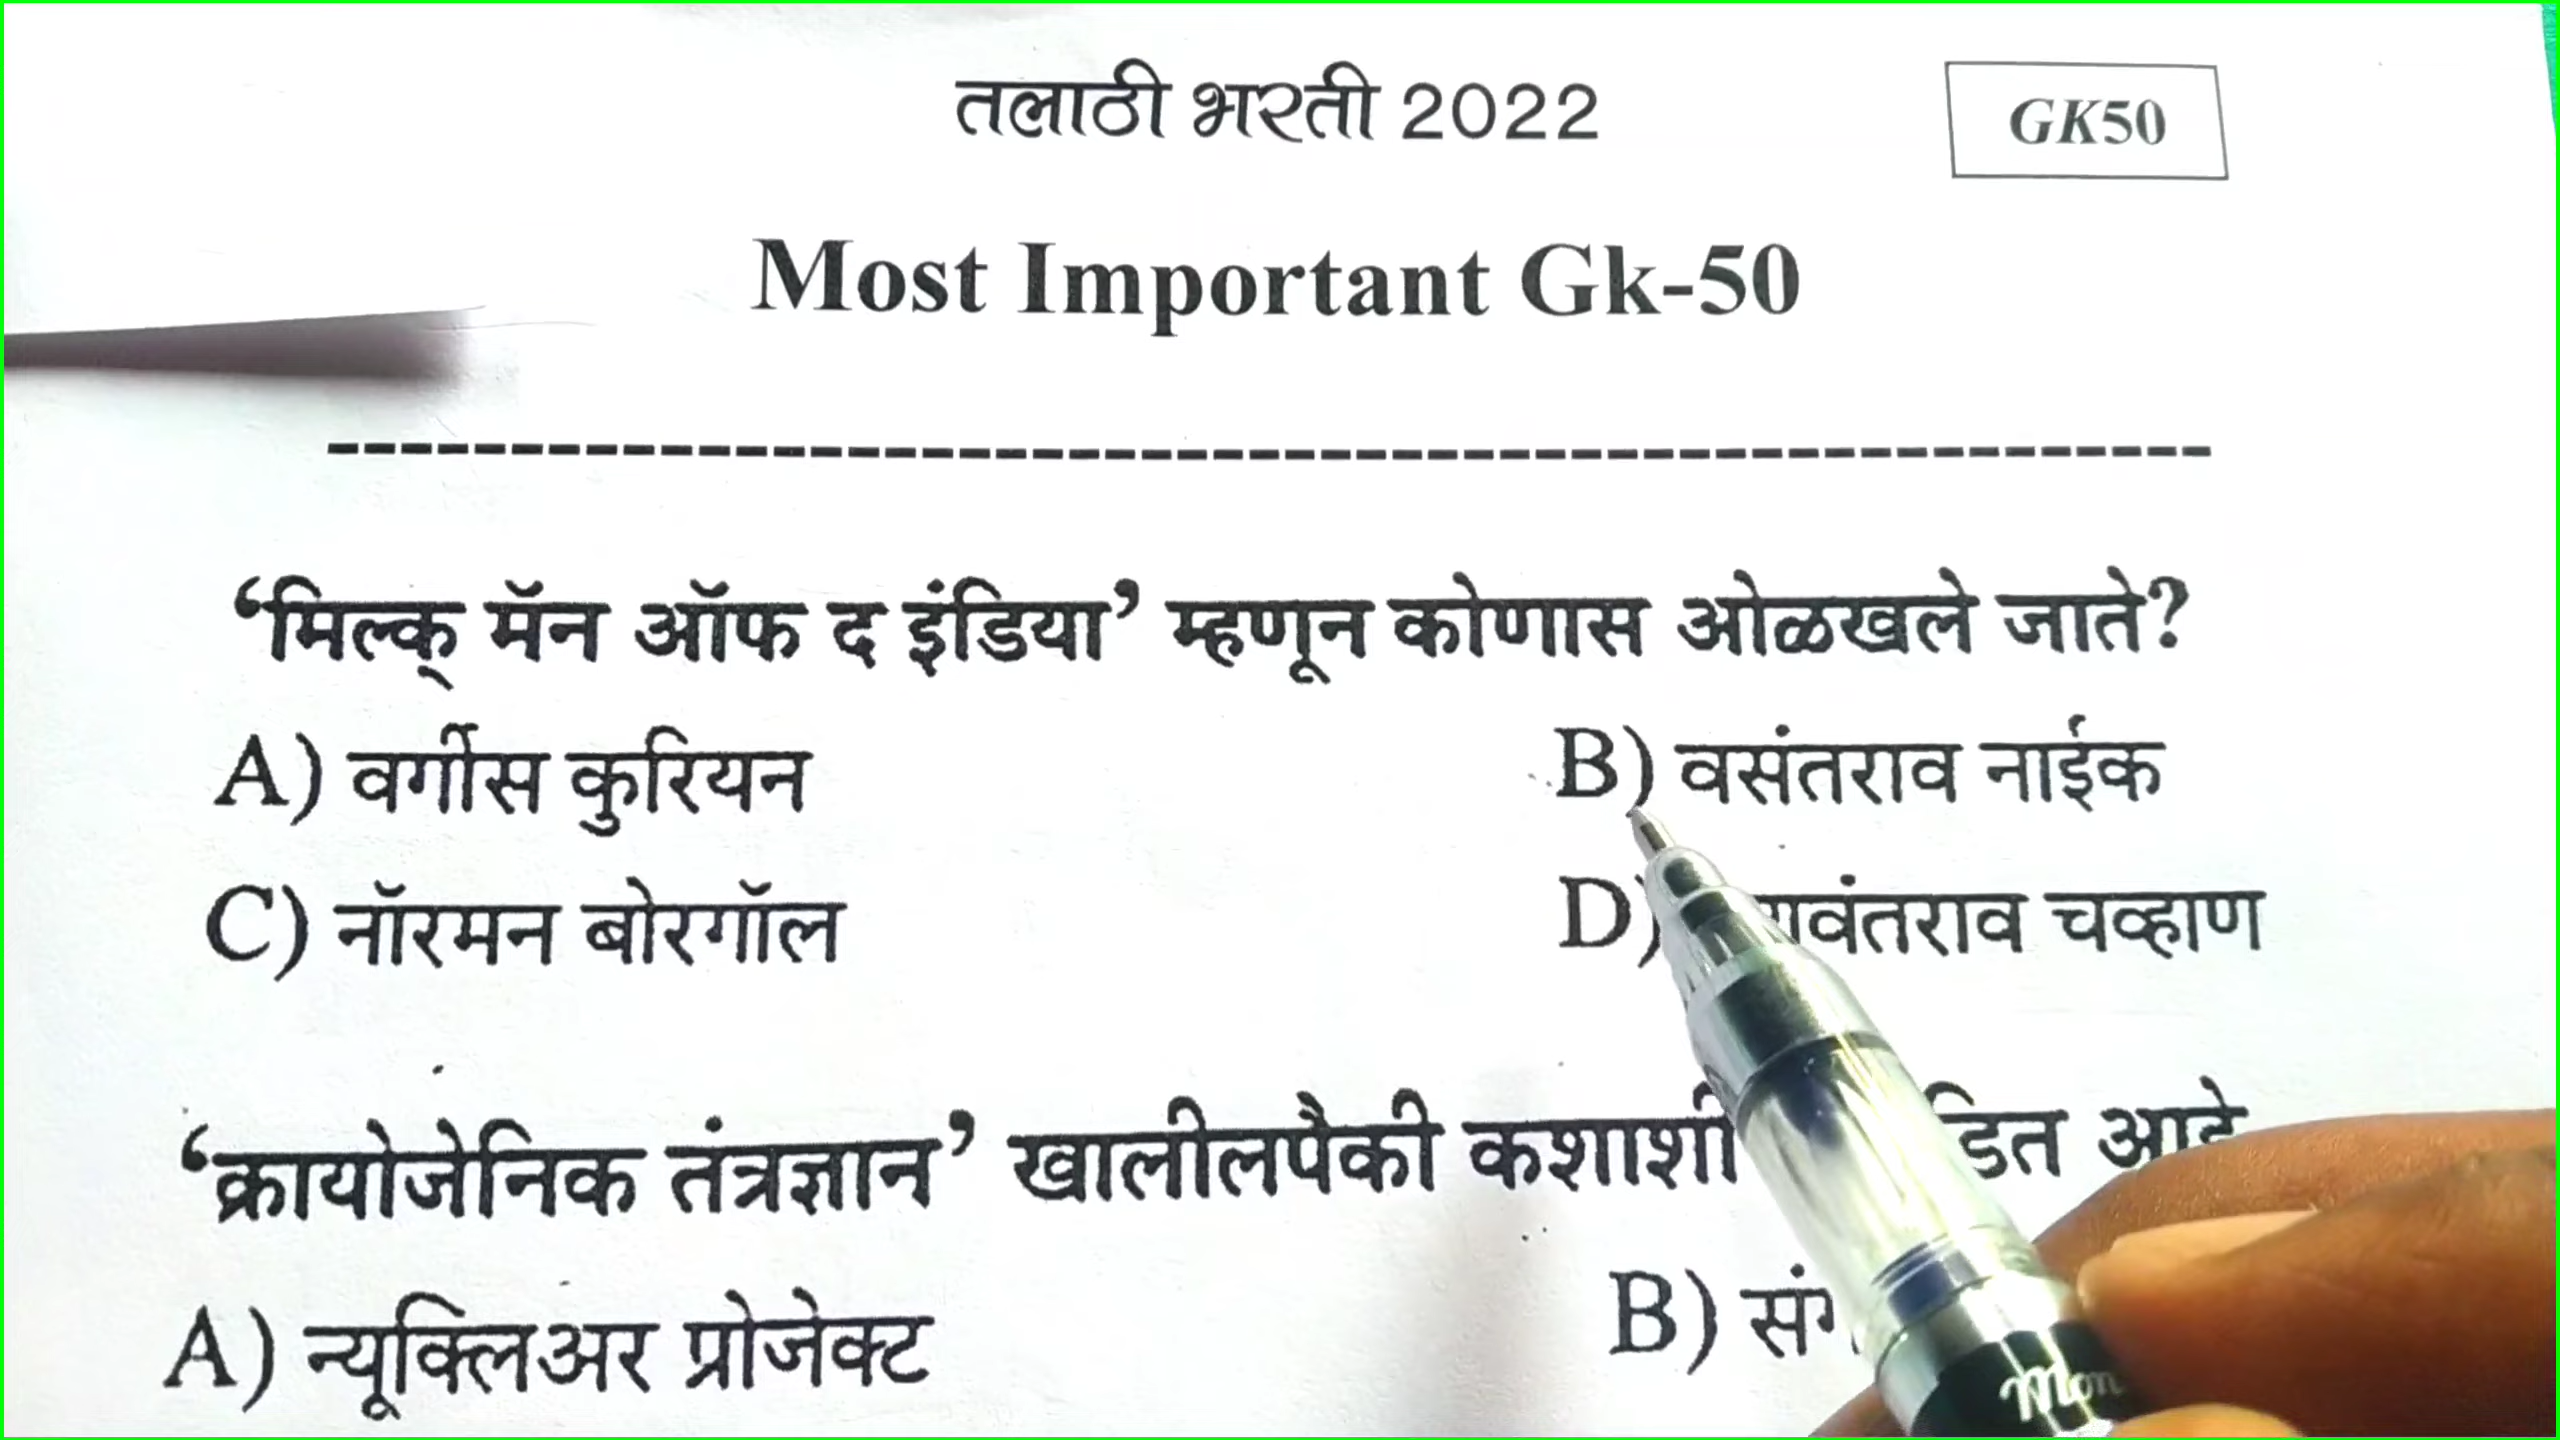 तलाठी भरती 2022
GK50
Most Important Gk-50
‘मिल्क् मॅन ऑफ द इंडिया’ म्हणून कोणास ओळखले जाते?
A) वर्गीस कुरियन B) वसंतराव नाईक
C) नॉरमन बोरगॉल D) चव्हाण
‘क्रायोजेनिक तंत्रज्ञान’ खालीलपैकी कशाशी आहे
A) न्यूक्लिअर प्रोजेक्ट B)